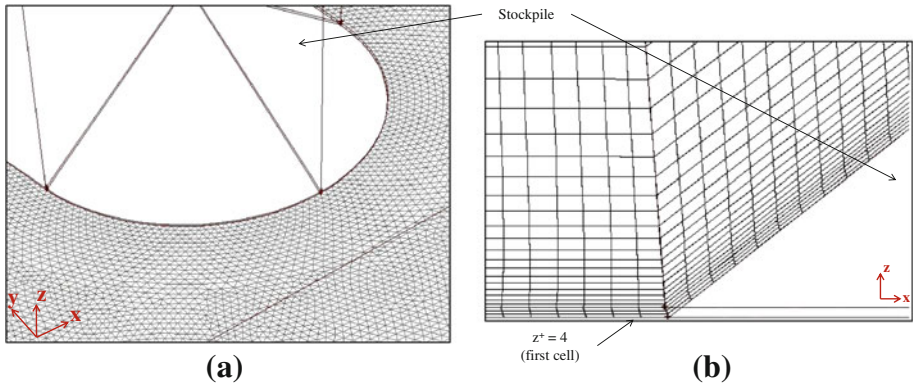 Stockpile
y
z
x
z
x
z⁺ = 4
(first cell)
(a)
(b)